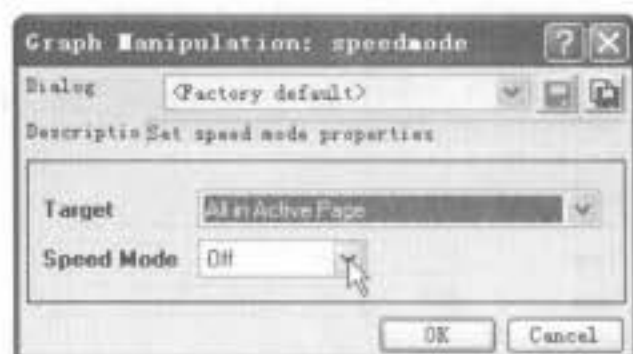 Graph Manipulation: speedmode
Dialog <Factory default>
Descriptio Set speed mode properties
Target All in Active Page
Speed Mode Off
OK Cancel